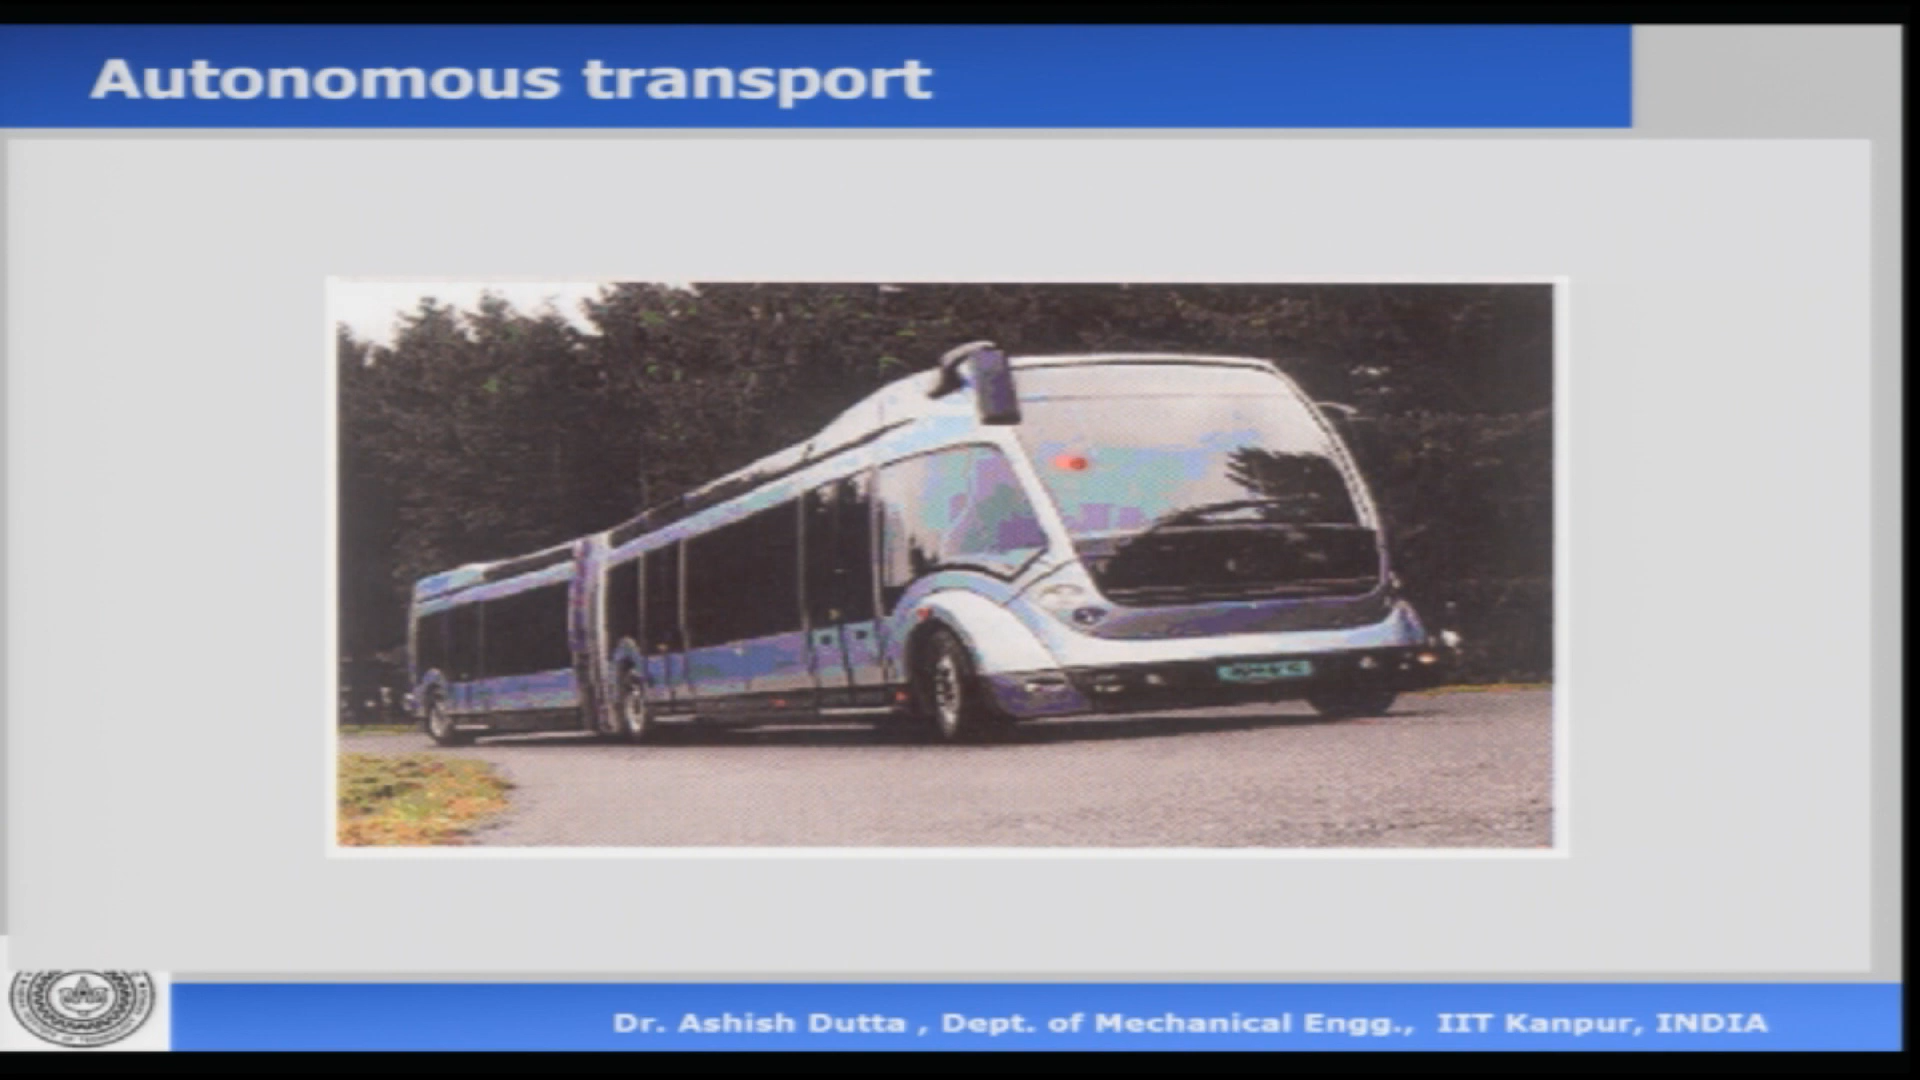 Autonomous transport
Dr. Ashish Dutta , Dept. of Mechanical Engg., IIT Kanpur, INDIA